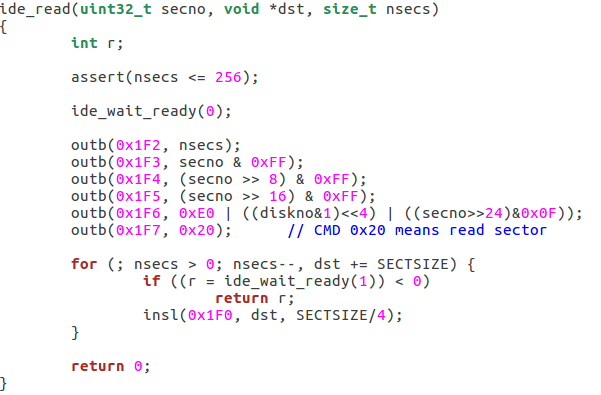 ide_read(uint32_t secno, void *dst, size_t nsecs)
{
        int r;

        assert(nsecs <= 256);

        ide_wait_ready(0);

        outb(0x1F2, nsecs);
        outb(0x1F3, secno & 0xFF);
        outb(0x1F4, (secno >> 8) & 0xFF);
        outb(0x1F5, (secno >> 16) & 0xFF);
        outb(0x1F6, 0xE0 | ((diskno&1)<<4) | ((secno>>24)&0x0F));
        outb(0x1F7, 0x20);      // CMD 0x20 means read sector

        for (; nsecs > 0; nsecs--, dst += SECTSIZE) {
                if ((r = ide_wait_ready(1)) < 0)
                        return r;
                insl(0x1F0, dst, SECTSIZE/4);
        }

        return 0;
}